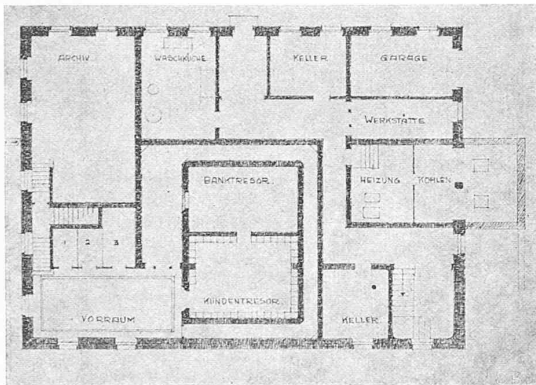 ARCHIV
WASCHKÜCHE
KELLER
GARAGE
WERKSTÄTTE
BANKTRESOR.
HEIZUNG
KOHLEN
1 2 3
KUNDENTRESOR.
VORRAUM
KELLER